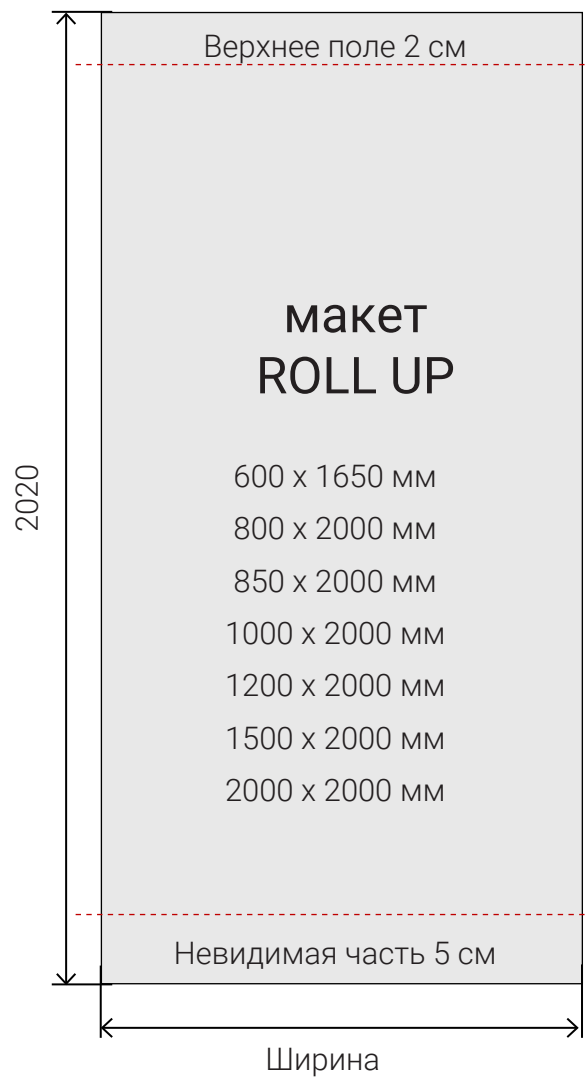 Верхнее поле 2 см
макет
ROLL UP
600 x 1650 мм
800 x 2000 мм
850 x 2000 мм
1000 x 2000 мм
1200 x 2000 мм
1500 x 2000 мм
2000 x 2000 мм
2020
Невидимая часть 5 см
Ширина